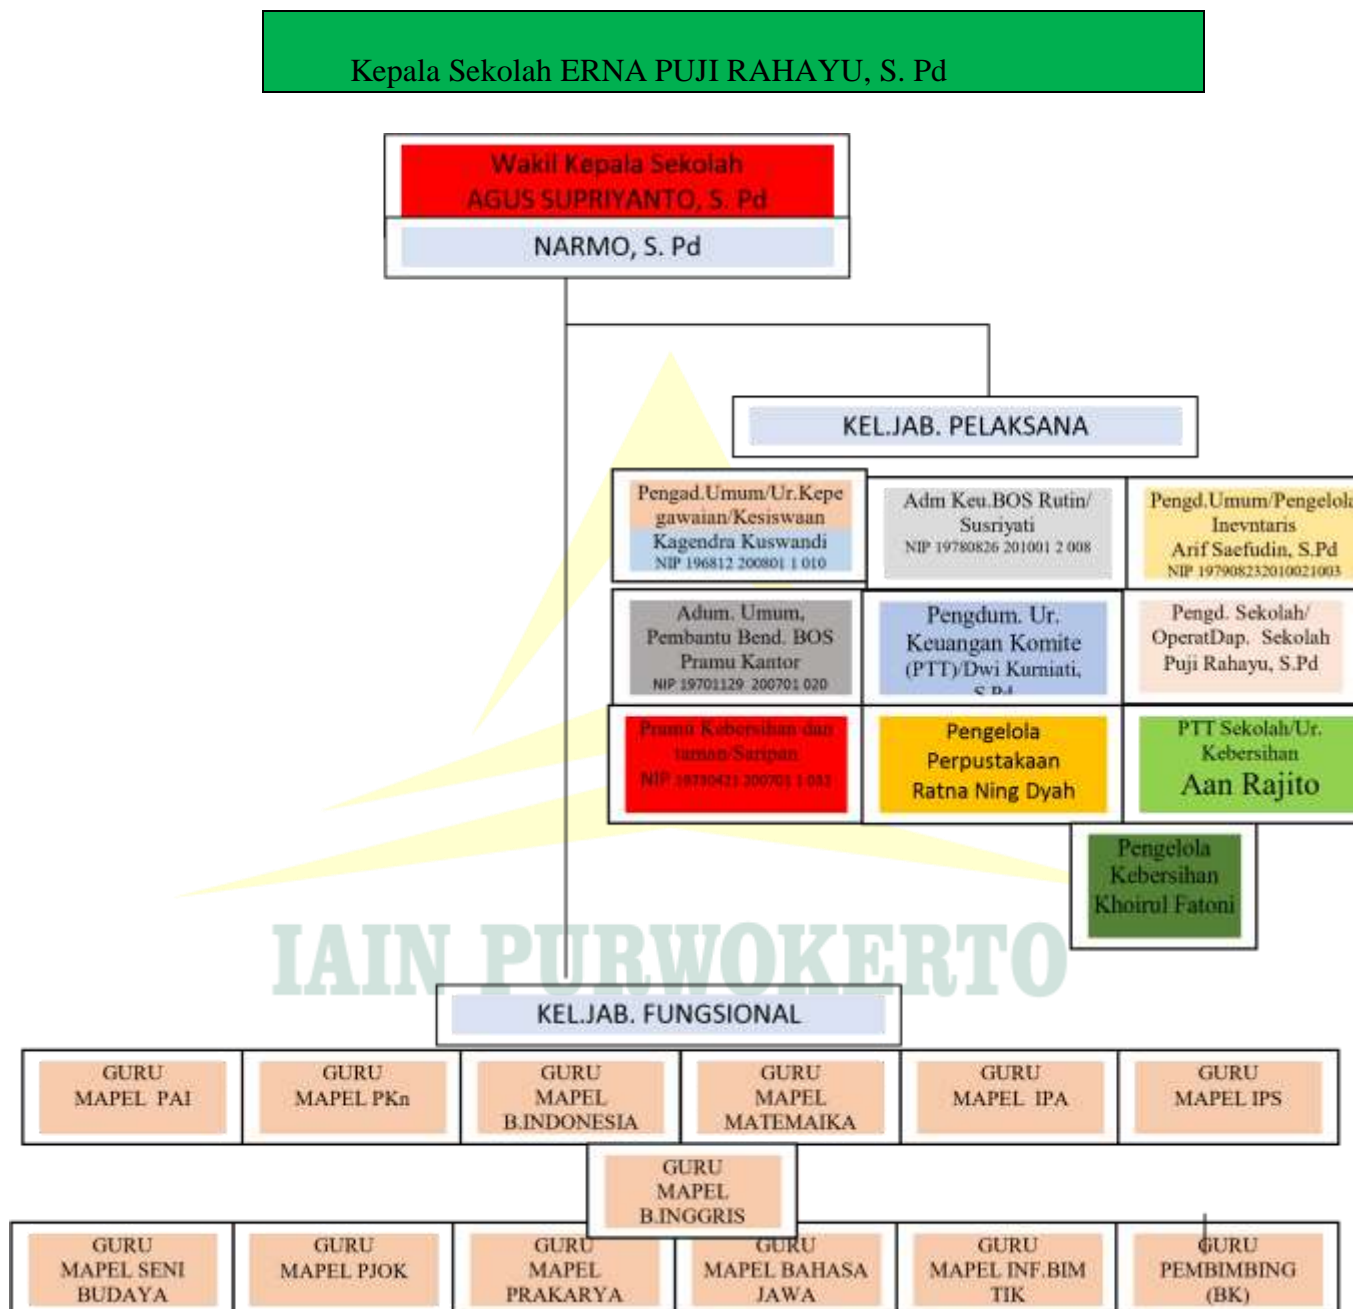 Kepala Sekolah ERNA PUJI RAHAYU, S. Pd
Wakil Kepala Sekolah
AGUS SUPRIYANTO, S. Pd
NARMO, S. Pd
KEL.JAB. PELAKSANA
Pengad.Umum/Ur.Kepe
gawaian/Kesiswaan
Kagendra Kuswandi
NIP 196812 200801 1 010
Adm Keu.BOS Rutin/
Susriyati
NIP 19780826 201001 2 008
Pengd.Umum/Pengelola
Inevntaris
Arif Saefudin, S.Pd
NIP 197908232010021003
Adum. Umum,
Pembantu Bend. BOS
Pramu Kantor
NIP 19701129 200701 020
Pengdum. Ur.
Keuangan Komite
(PTT)/Dwi Kurniati,
S.Pd
Pengd. Sekolah/
OperatDap. Sekolah
Puji Rahayu, S.Pd
Pramu Kebersihan dan
taman/Saripan
NIP
Pengelola
Perpustakaan
Ratna Ning Dyah
PTT Sekolah/Ur.
Kebersihan
Aan Rajito
Pengelola
Kebersihan
Khoirul Fatoni
IAIN PURWOKERTO
KEL.JAB. FUNGSIONAL
GURU
MAPEL PAI
GURU
MAPEL PKn
GURU
MAPEL
B.INDONESIA
GURU
MAPEL
MATEMAIKA
GURU
MAPEL IPA
GURU
MAPEL IPS
GURU
MAPEL
B.INGGRIS
GURU
MAPEL SENI
BUDAYA
GURU
MAPEL PJOK
GURU
MAPEL
PRAKARYA
GURU
MAPEL BAHASA
JAWA
GURU
MAPEL INF.BIM
TIK
GURU
PEMBIMBING
(BK)